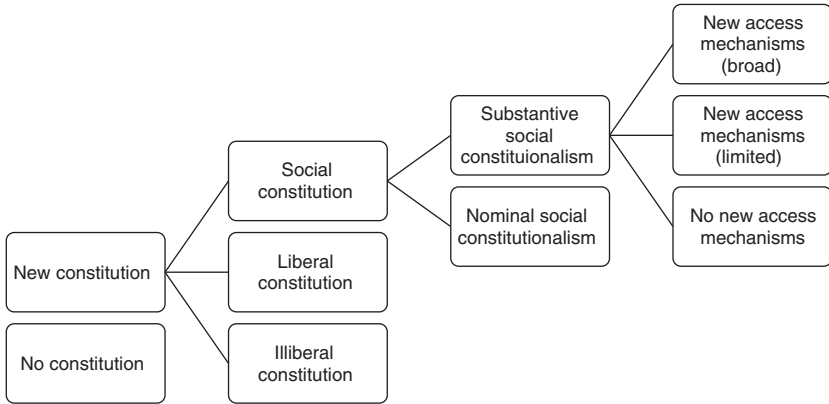 New constitution
No constitution
Social
constitution
Liberal
constitution
Illiberal
constitution
Substantive
social
constituionalism
Nominal social
constitutionalism
New access
mechanisms
(broad)
New access
mechanisms
(limited)
No new access
mechanisms